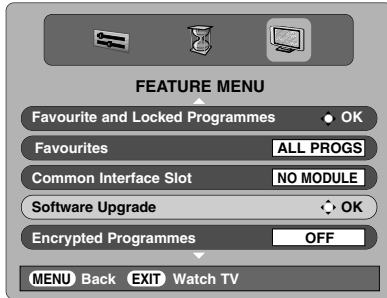 FEATURE MENU
Favourite and Locked Programmes OK
Favourites ALL PROGS
Common Interface Slot NO MODULE
Software Upgrade OK
Encrypted Programmes OFF
MENU Back EXIT Watch TV